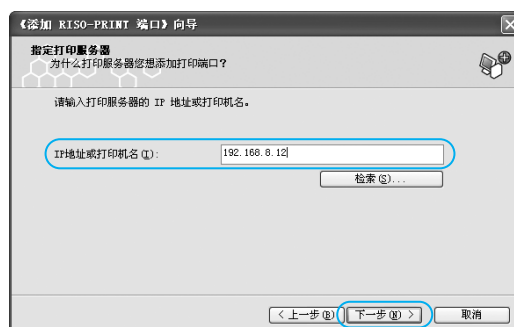 《添加 RISO-PRINT 端口》向导
指定打印服务器
为什么打印服务器您想添加打印端口?
请输入打印服务器的 IP 地址或打印机名。
IP地址或打印机名(I): 192.168.8.12
检索(S)...
<上一步(B) 下一步(N)> 取消